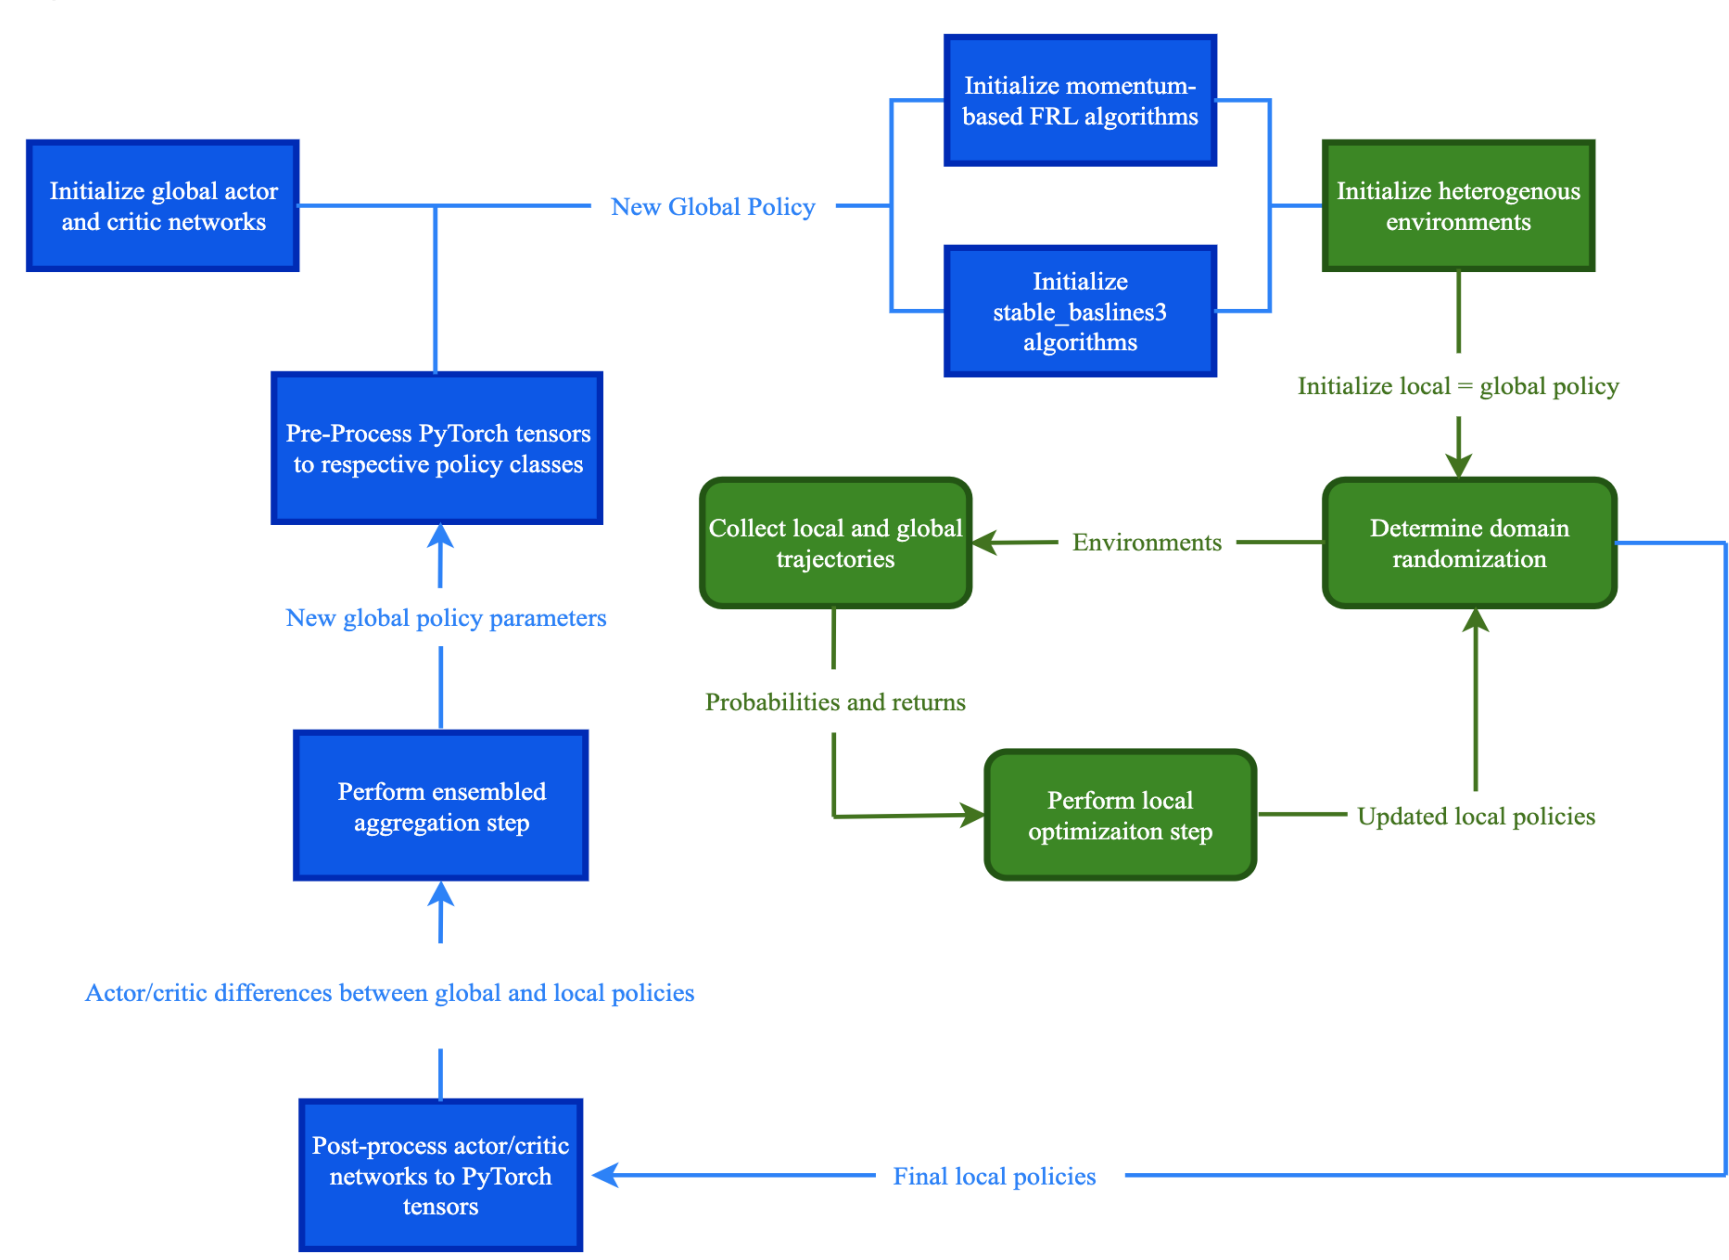 Initialize momentum-
based FRL algorithms
Initialize global actor
and critic networks
New Global Policy
Initialize heterogenous
environments
Initialize
stable_baslines3
algorithms
Initialize local = global policy
Pre-Process PyTorch tensors
to respective policy classes
Collect local and global
trajectories
Environments
Determine domain
randomization
New global policy parameters
Probabilities and returns
Perform ensembled
aggregation step
Perform local
optimizaiton step
Updated local policies
Actor/critic differences between global and local policies
Post-process actor/critic
networks to PyTorch
tensors
Final local policies